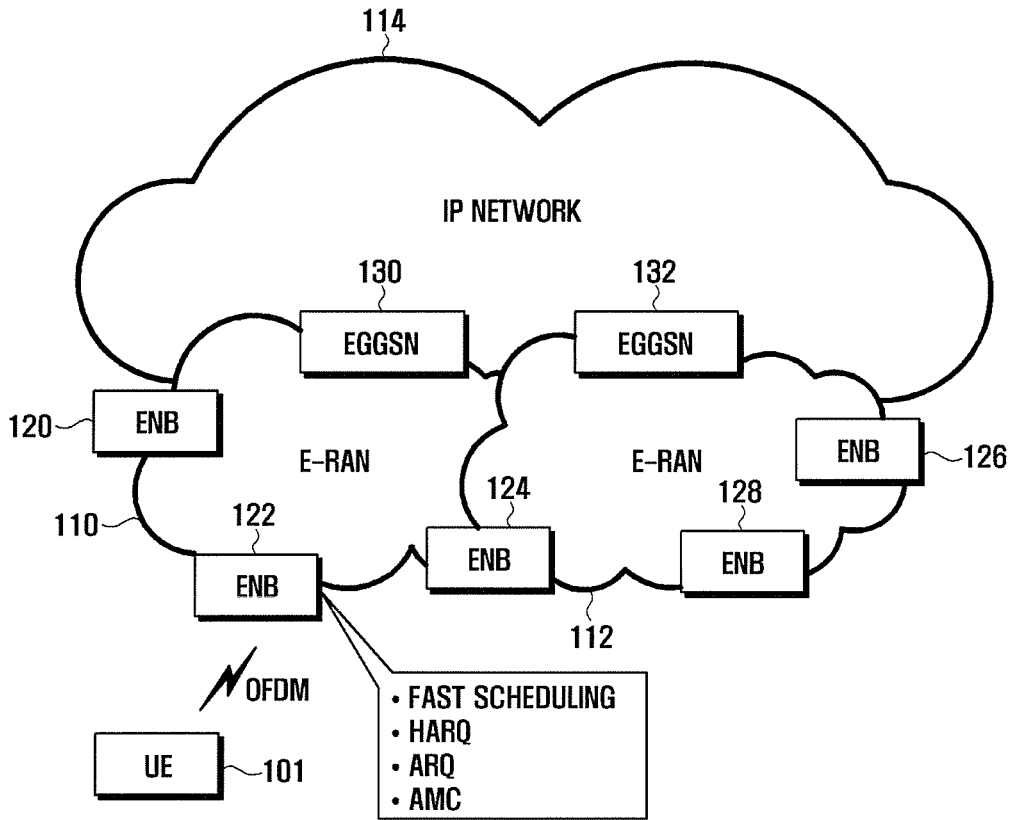 114
IP NETWORK
130
132
EGGSN
EGGSN
120
ENB
ENB
126
E-RAN
E-RAN
110
122
124
128
ENB
ENB
ENB
112
OFDM
• FAST SCHEDULING
• HARQ
• ARQ
• AMC
UE
101